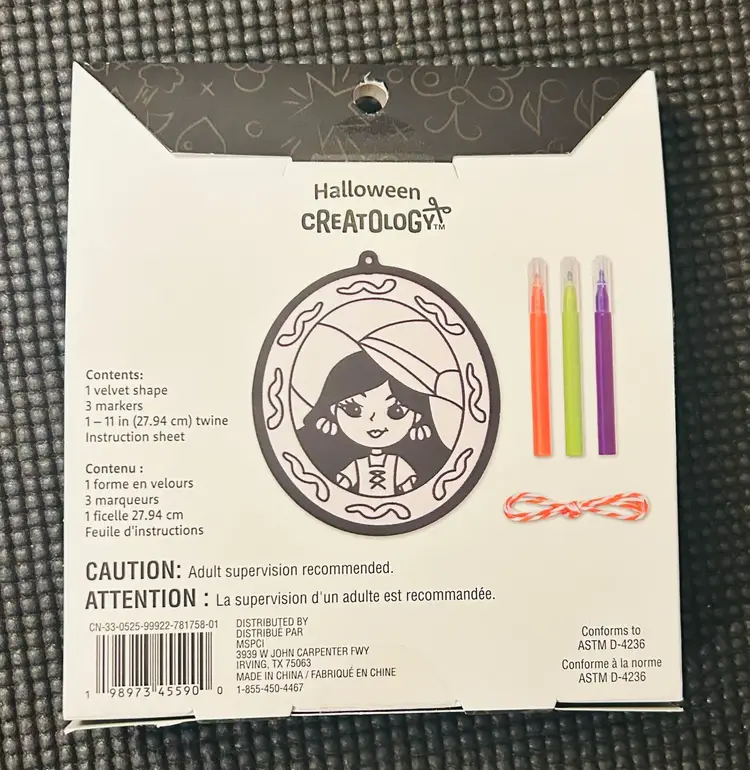 Halloween
CREATOLOGY™
Contents:
1 velvet shape
3 markers
1 – 11 in (27.94 cm) twine
Instruction sheet
Contenu :
1 forme en velours
3 marqueurs
1 ficelle 27.94 cm
Feuille d'instructions
CAUTION: Adult supervision recommended.
ATTENTION : La supervision d'un adulte est recommandée.
CN-33-0525-99922-781758-01
1 98973 45590 0
DISTRIBUTED BY
DISTRIBUÉ PAR
MSPCI
3939 W JOHN CARPENTER FWY
IRVING, TX 75063
MADE IN CHINA / FABRIQUÉ EN CHINE
1-855-450-4467
Conforms to
ASTM D-4236
Conforme à la norme
ASTM D-4236